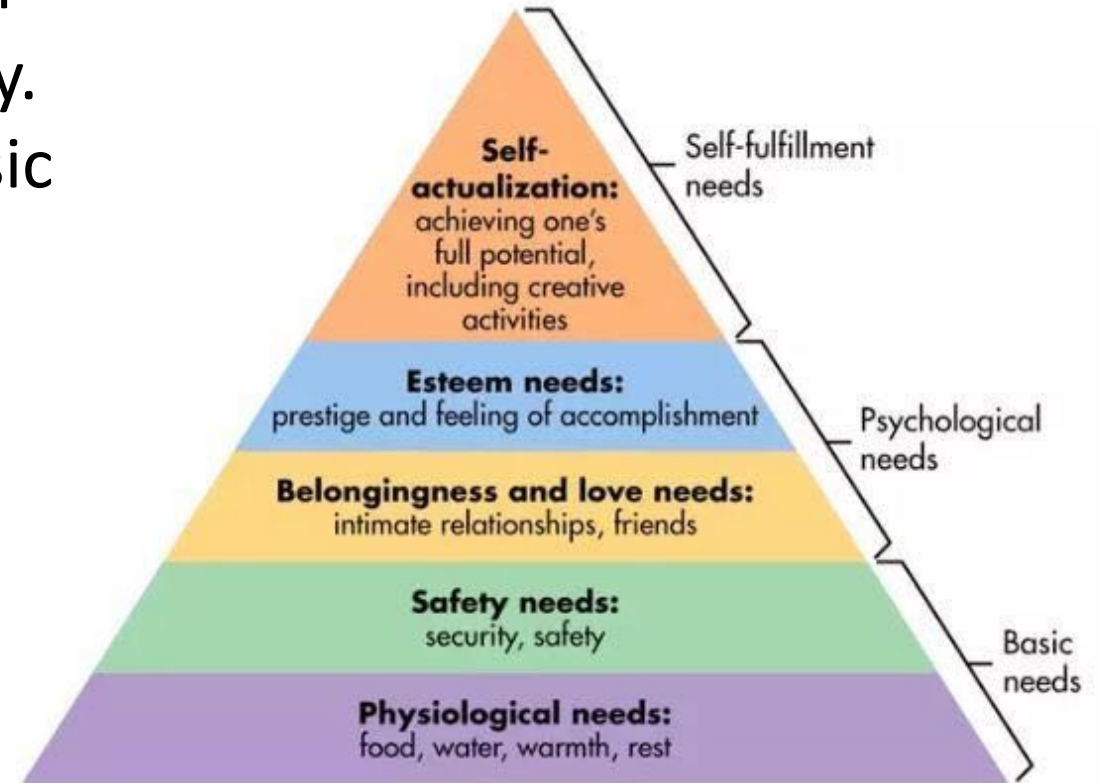 y.
sic
Self-
actualization:
achieving one's
full potential,
including creative
activities
Esteem needs:
prestige and feeling of accomplishment
Belongingness and love needs:
intimate relationships, friends
Safety needs:
security, safety
Physiological needs:
food, water, warmth, rest
Self-fulfillment
needs
Psychological
needs
Basic
needs